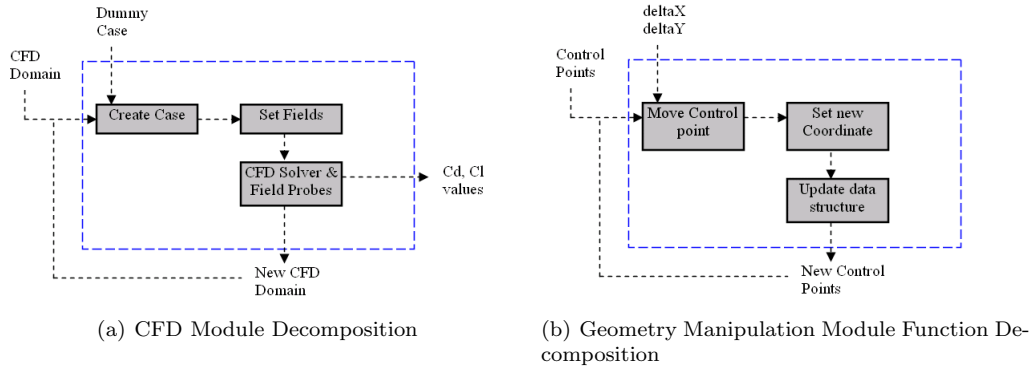 Dummy
Case
CFD
Domain
Create Case
Set Fields
CFD Solver &
Field Probes
Cd, Cl
values
New CFD
Domain
(a) CFD Module Decomposition
deltaX
deltaY
Control
Points
Move Control
point
Set new
Coordinate
Update data
structure
New Control
Points
(b) Geometry Manipulation Module Function De-
composition